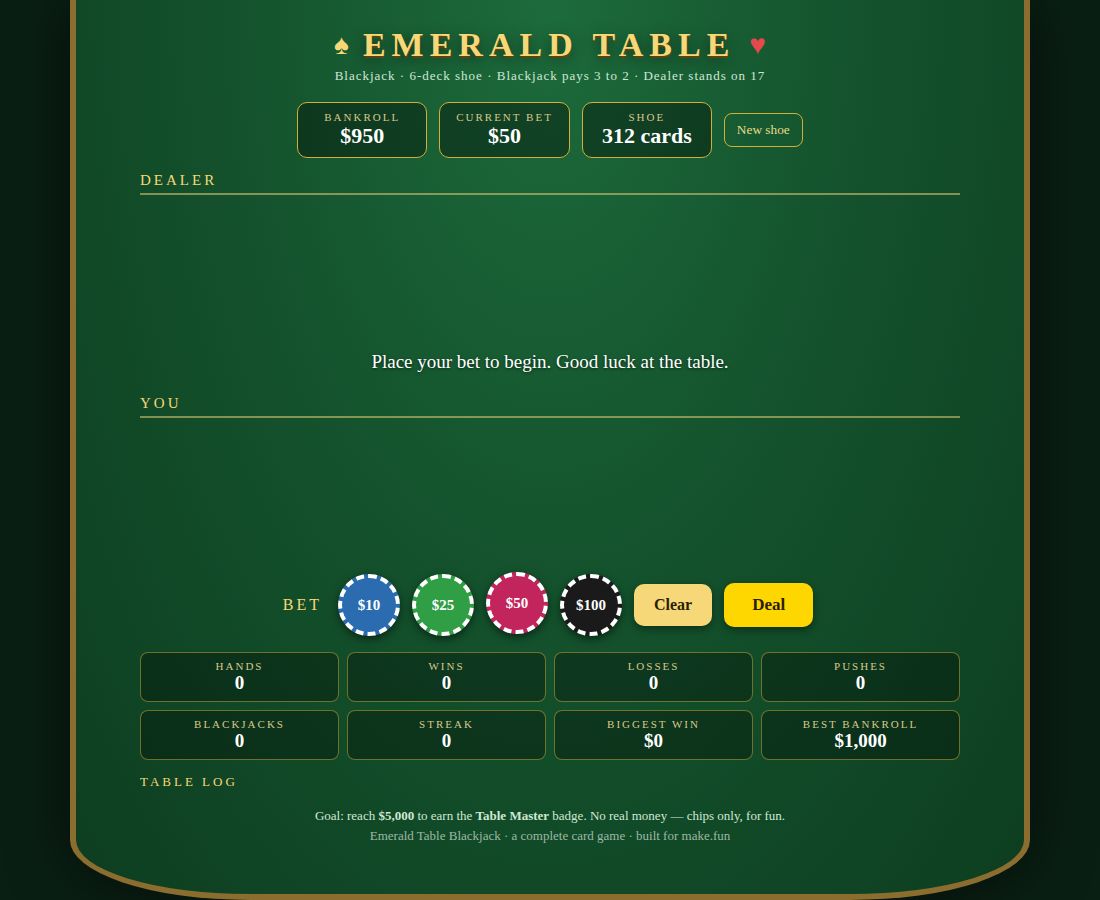 ♠ EMERALD TABLE ♥
Blackjack · 6-deck shoe · Blackjack pays 3 to 2 · Dealer stands on 17
BANKROLL
$950
CURRENT BET
$50
SHOE
312 cards
New shoe
DEALER
Place your bet to begin. Good luck at the table.
YOU
BET
$10
$25
$50
$100
Clear
Deal
HANDS
0
WINS
0
LOSSES
0
PUSHES
0
BLACKJACKS
0
STREAK
0
BIGGEST WIN
$0
BEST BANKROLL
$1,000
TABLE LOG
Goal: reach $5,000 to earn the Table Master badge. No real money — chips only, for fun.
Emerald Table Blackjack · a complete card game · built for make.fun